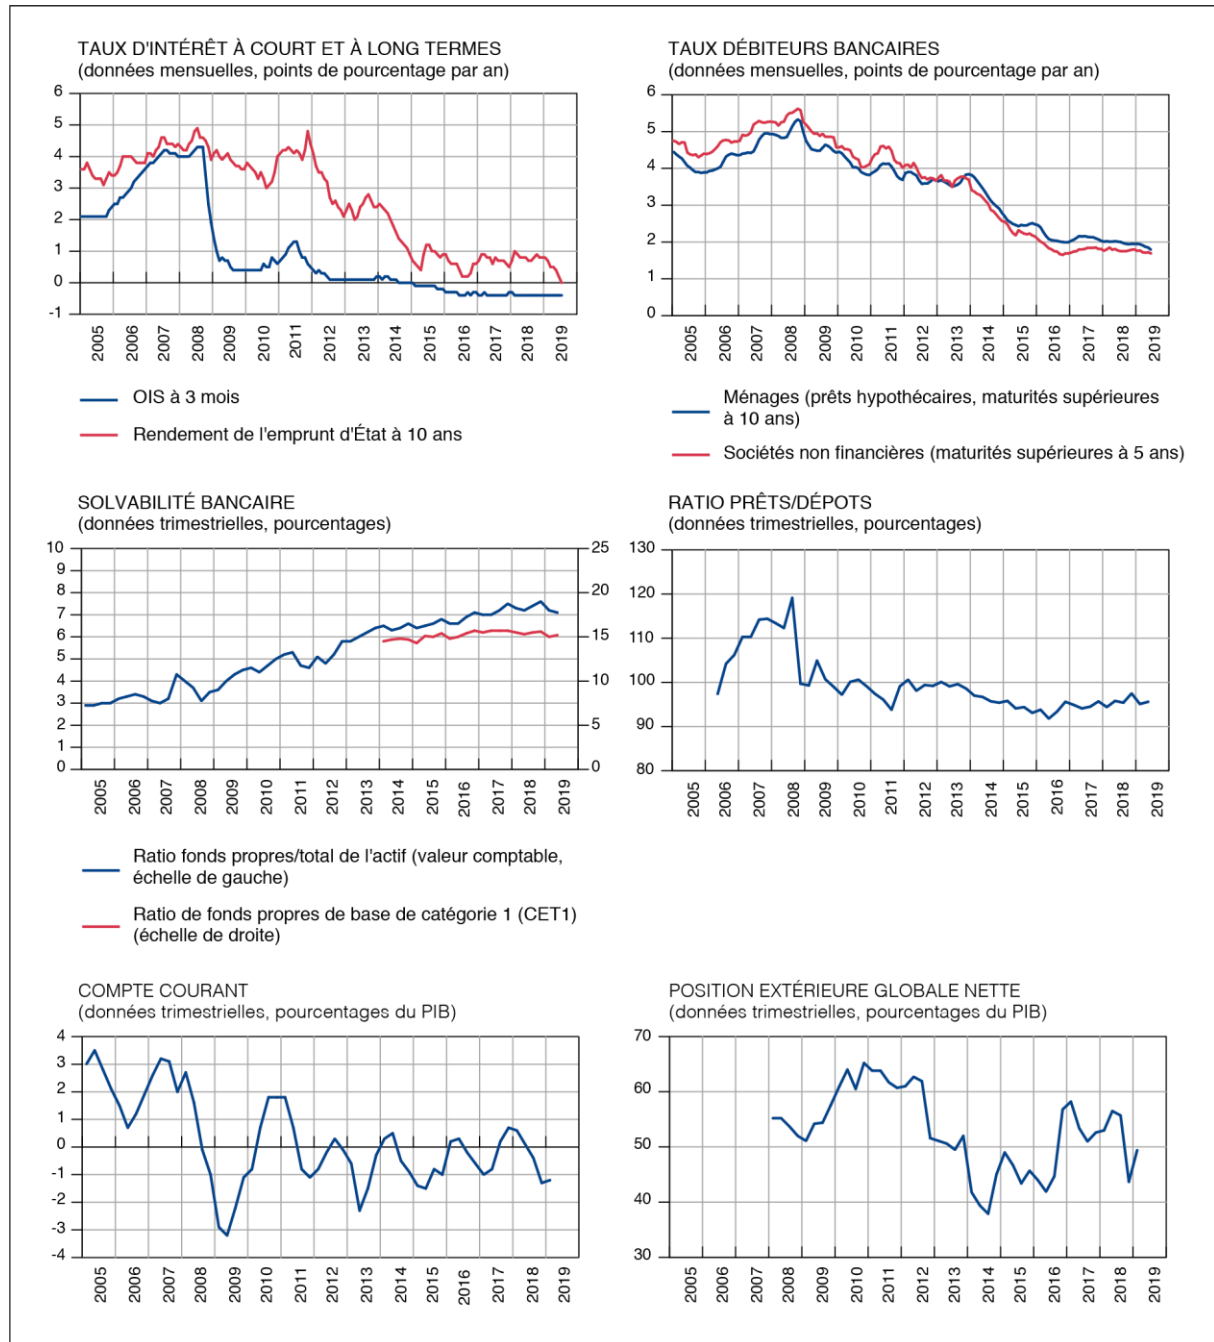 TAUX D'INTÉRÊT À COURT ET À LONG TERMES
(données mensuelles, points de pourcentage par an)
6
5
4
3
2
1
0
-1
2005 2006 2007 2008 2009 2010 2011 2012 2013 2014 2015 2016 2017 2018 2019
OIS à 3 mois
Rendement de l'emprunt d'État à 10 ans
TAUX DÉBITEURS BANCAIRES
(données mensuelles, points de pourcentage par an)
6
5
4
3
2
1
0
2005 2006 2007 2008 2009 2010 2011 2012 2013 2014 2015 2016 2017 2018 2019
Ménages (prêts hypothécaires, maturités supérieures
à 10 ans)
Sociétés non financières (maturités supérieures à 5 ans)
SOLVABILITÉ BANCAIRE
(données trimestrielles, pourcentages)
10
9
8
7
6
5
4
3
2
1
0
25
20
15
10
5
0
2005 2006 2007 2008 2009 2010 2011 2012 2013 2014 2015 2016 2017 2018 2019
Ratio fonds propres/total de l'actif (valeur comptable,
échelle de gauche)
Ratio de fonds propres de base de catégorie 1 (CET1)
(échelle de droite)
RATIO PRÊTS/DÉPOTS
(données trimestrielles, pourcentages)
130
120
110
100
90
80
2005 2006 2007 2008 2009 2010 2011 2012 2013 2014 2015 2016 2017 2018 2019
COMPTE COURANT
(données trimestrielles, pourcentages du PIB)
4
3
2
1
0
-1
-2
-3
-4
2005 2006 2007 2008 2009 2010 2011 2012 2013 2014 2015 2016 2017 2018 2019
POSITION EXTÉRIEURE GLOBALE NETTE
(données trimestrielles, pourcentages du PIB)
70
60
50
40
30
2005 2006 2007 2008 2009 2010 2011 2012 2013 2014 2015 2016 2017 2018 2019